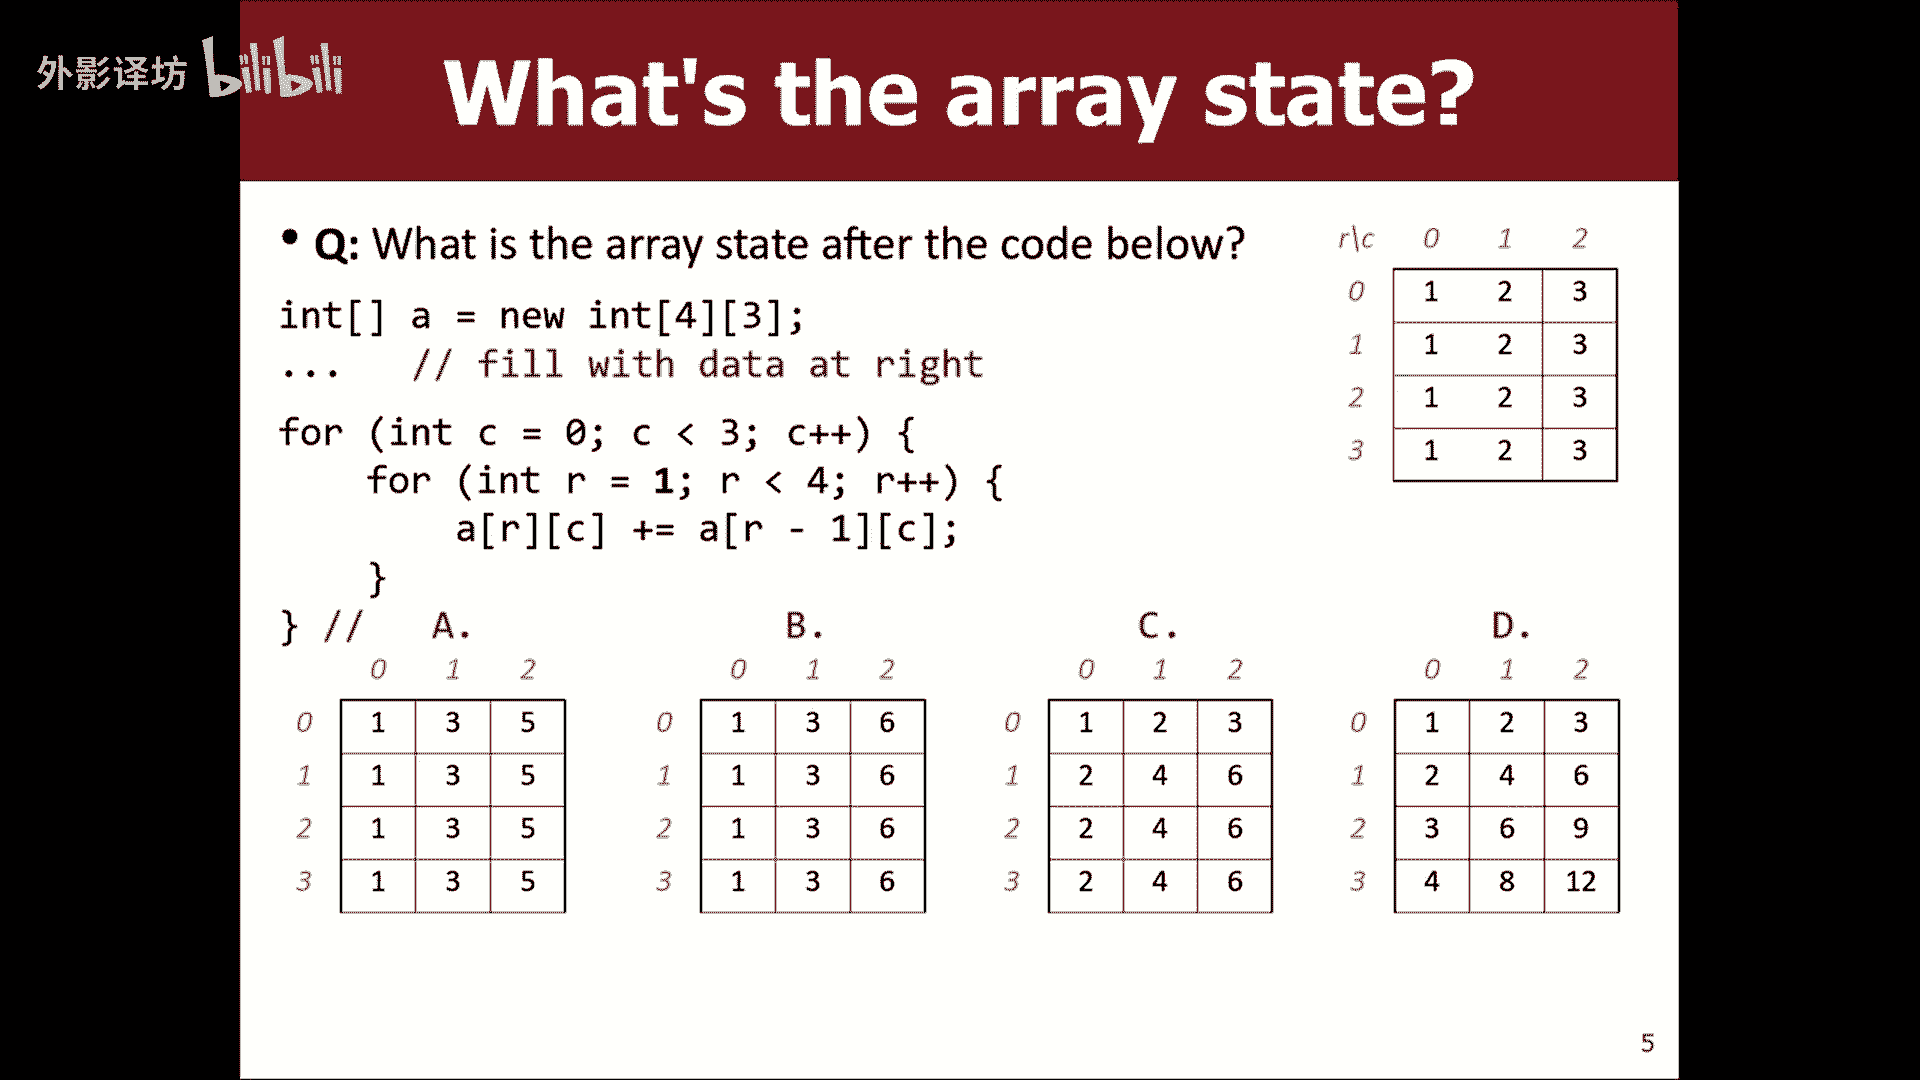 外影译坊 bilibili
What's the array state?
• Q: What is the array state after the code below?
int[] a = new int[4][3];
... // fill with data at right
for (int c = 0; c < 3; c++) {
for (int r = 1; r < 4; r++) {
a[r][c] += a[r - 1][c];
}
} //
r\c 0 1 2
0 1 2 3
1 1 2 3
2 1 2 3
3 1 2 3
A.
0 1 2
0 1 3 5
1 1 3 5
2 1 3 5
3 1 3 5
B.
0 1 2
0 1 3 6
1 1 3 6
2 1 3 6
3 1 3 6
C.
0 1 2
0 1 2 3
1 2 4 6
2 2 4 6
3 2 4 6
D.
0 1 2
0 1 2 3
1 2 4 6
2 3 6 9
3 4 8 12
5